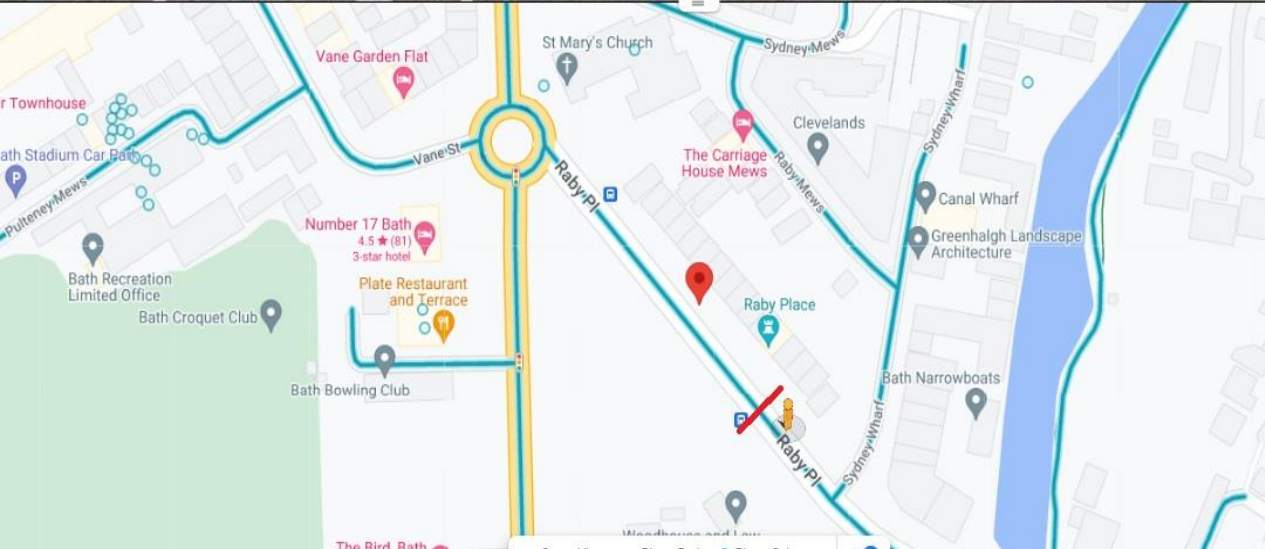 St Mary's Church
Sydney Mews
Vane Garden Flat
r Townhouse
ath Stadium Car Park
P
Pulteney Mews
Vane St
Raby Pl
Clevelands
The Carriage
House Mews
Raby Mews
Sydney Wharf
Canal Wharf
Greenhalgh Landscape
Architecture
Number 17 Bath
4.5 ★ (81)
3-star hotel
Bath Recreation
Limited Office
Plate Restaurant
and Terrace
Bath Croquet Club
Raby Place
Bath Bowling Club
Bath Narrowboats
Sydney Wharf
Raby Pl
The Bird, Bath